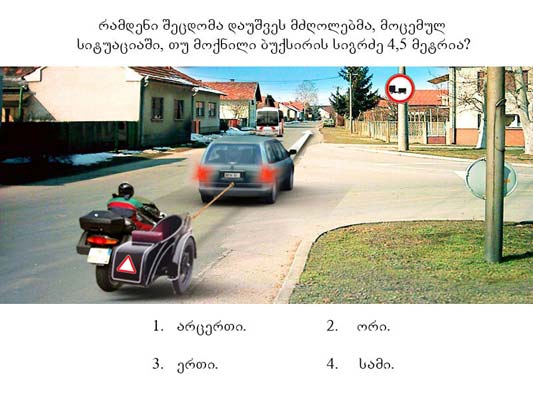 რამდენი შეცდომა დაუშვეს მძღოლებმა, მოცემულ
სიტუაციაში, თუ მოქნილი ბუქსირის სიგრძე 4,5 მეტრია?
1. არცერთი. 2. ორი.
3. ერთი. 4. სამი.